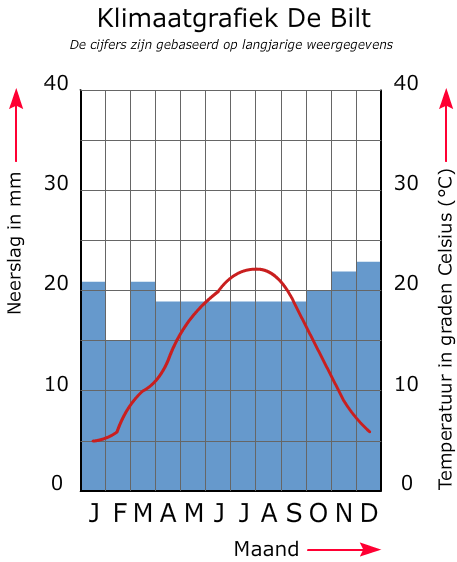 Klimaatgrafiek De Bilt
De cijfers zijn gebaseerd op langjarige weergegevens
40 40
30 30
20 20
10 10
0 0
Neerslag in mm
Temperatuur in graden Celsius (°C)
J F M A M J J A S O N D
Maand